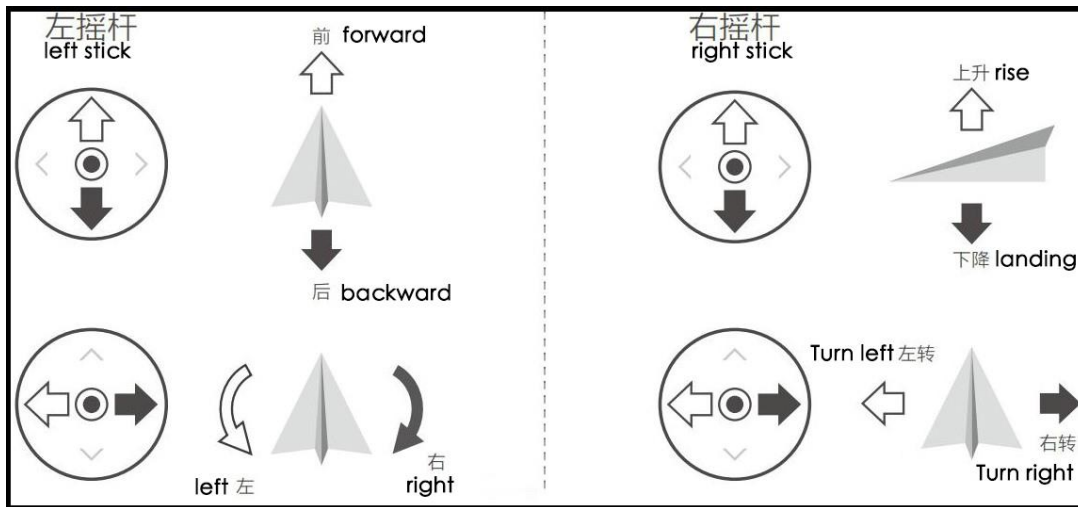 左摇杆
left stick
前 forward
后 backward
left 左
右
right
右摇杆
right stick
上升 rise
下降 landing
Turn left 左转
右转
Turn right